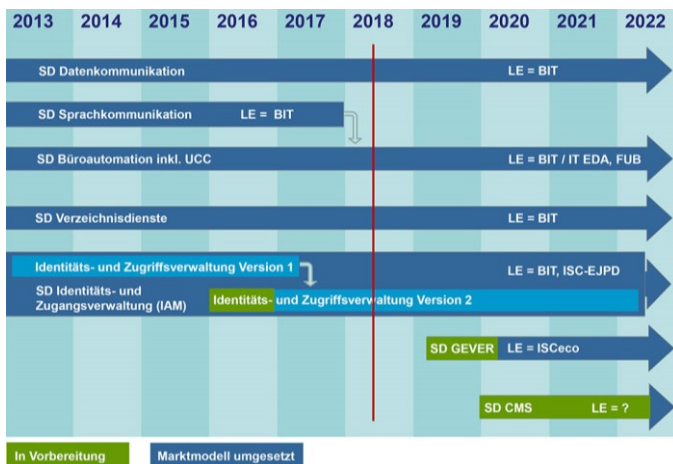 2013 2014 2015 2016 2017 2018 2019 2020 2021 2022
SD Datenkommunikation LE = BIT
SD Sprachkommunikation LE = BIT
SD Büroautomation inkl. UCC LE = BIT / IT EDA, FUB
SD Verzeichnisdienste LE = BIT
Identitäts- und Zugriffsverwaltung Version 1
LE = BIT, ISC-EJPD
SD Identitäts- und
Zugangsverwaltung (IAM)
Identitäts- und Zugriffsverwaltung Version 2
SD GEVER LE = ISCeco
SD CMS LE = ?
In Vorbereitung Marktmodell umgesetzt